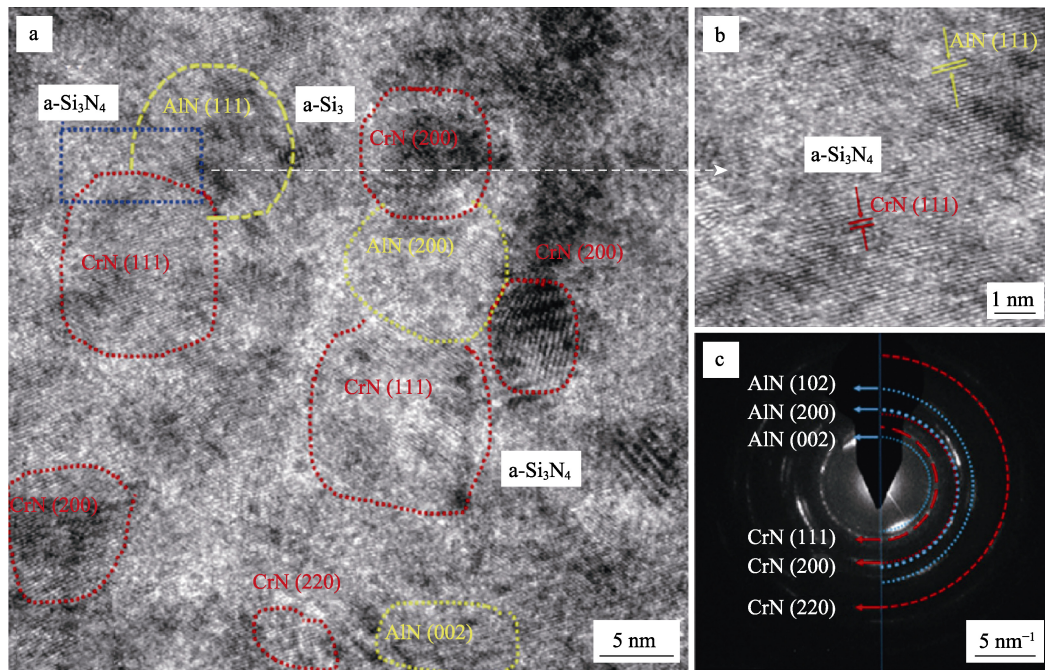 a
a-Si₃N₄
AlN (111)
a-Si₃
CrN (200)
CrN (111)
AlN (200)
CrN (200)
CrN (111)
a-Si₃N₄
CrN (200)
CrN (220)
AlN (002)
5 nm
b
AlN (111)
a-Si₃N₄
CrN (111)
1 nm
c
AlN (102)
AlN (200)
AlN (002)
CrN (111)
CrN (200)
CrN (220)
5 nm⁻¹